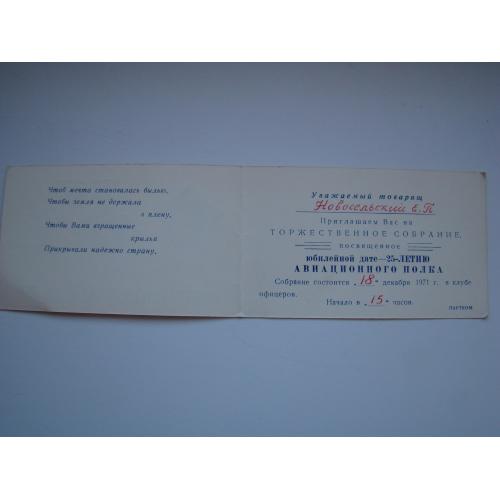 Чтоб мечта становилась былью,
Чтобы земля не держала
в плену,
Чтобы Вами взращенные
крылья
Прикрывали надежно страну.
Уважаемый товарищ
Новосельский
Приглашаем Вас на
ТОРЖЕСТВЕННОЕ СОБРАНИЕ,
посвященное
юбилейной дате—25-ЛЕТИЮ
АВИАЦИОННОГО ПОЛКА
Собрание состоится „18" декабря 1971 г. в клубе
офицеров.
Начало в „15" часов.
ПАРТКОМ